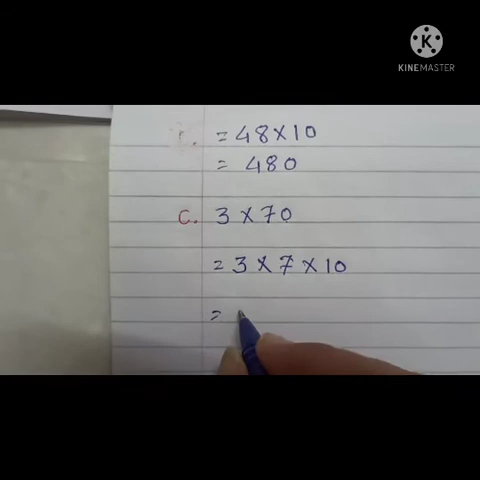 K
KINEMASTER
= 48×10
= 480
C. 3 × 70
= 3 × 7 × 10
=